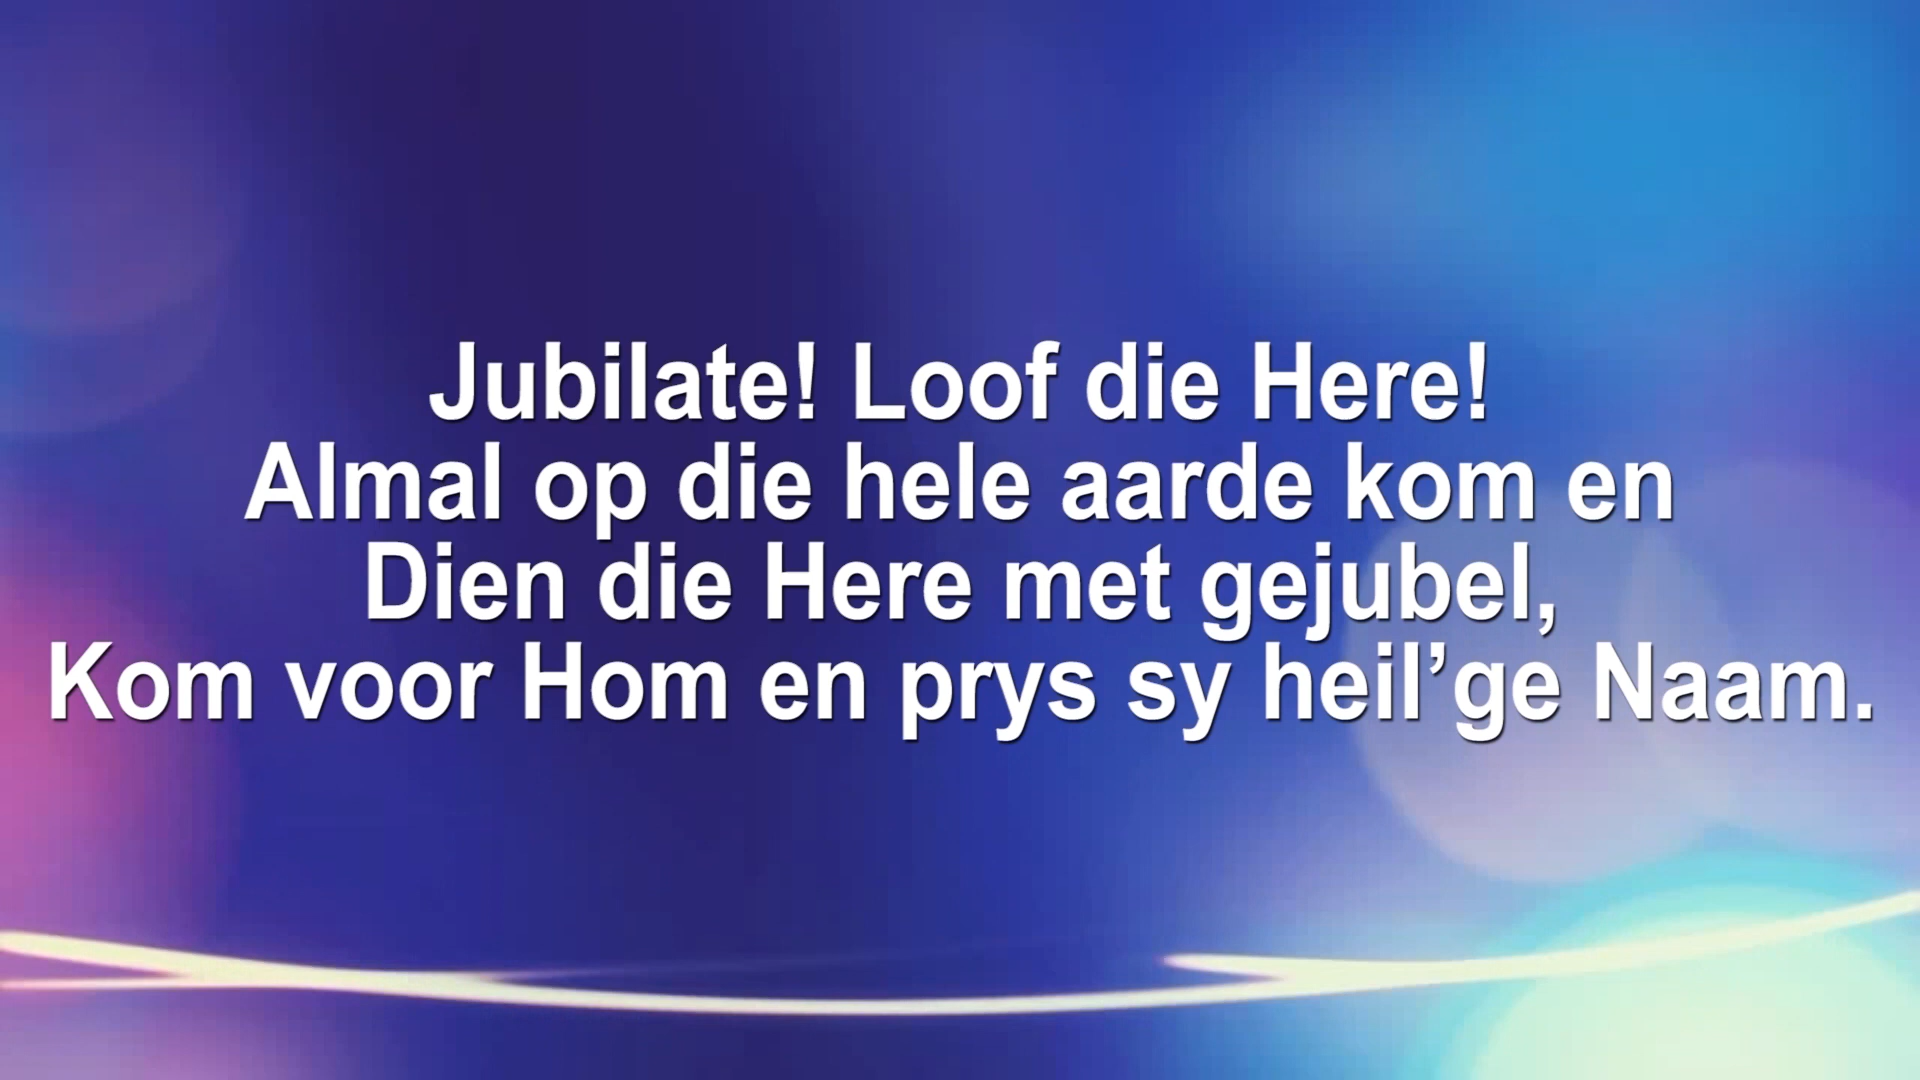 Jubilate! Loof die Here!
Almal op die hele aarde kom en
Dien die Here met gejubel,
Kom voor Hom en prys sy heil’ge Naam.